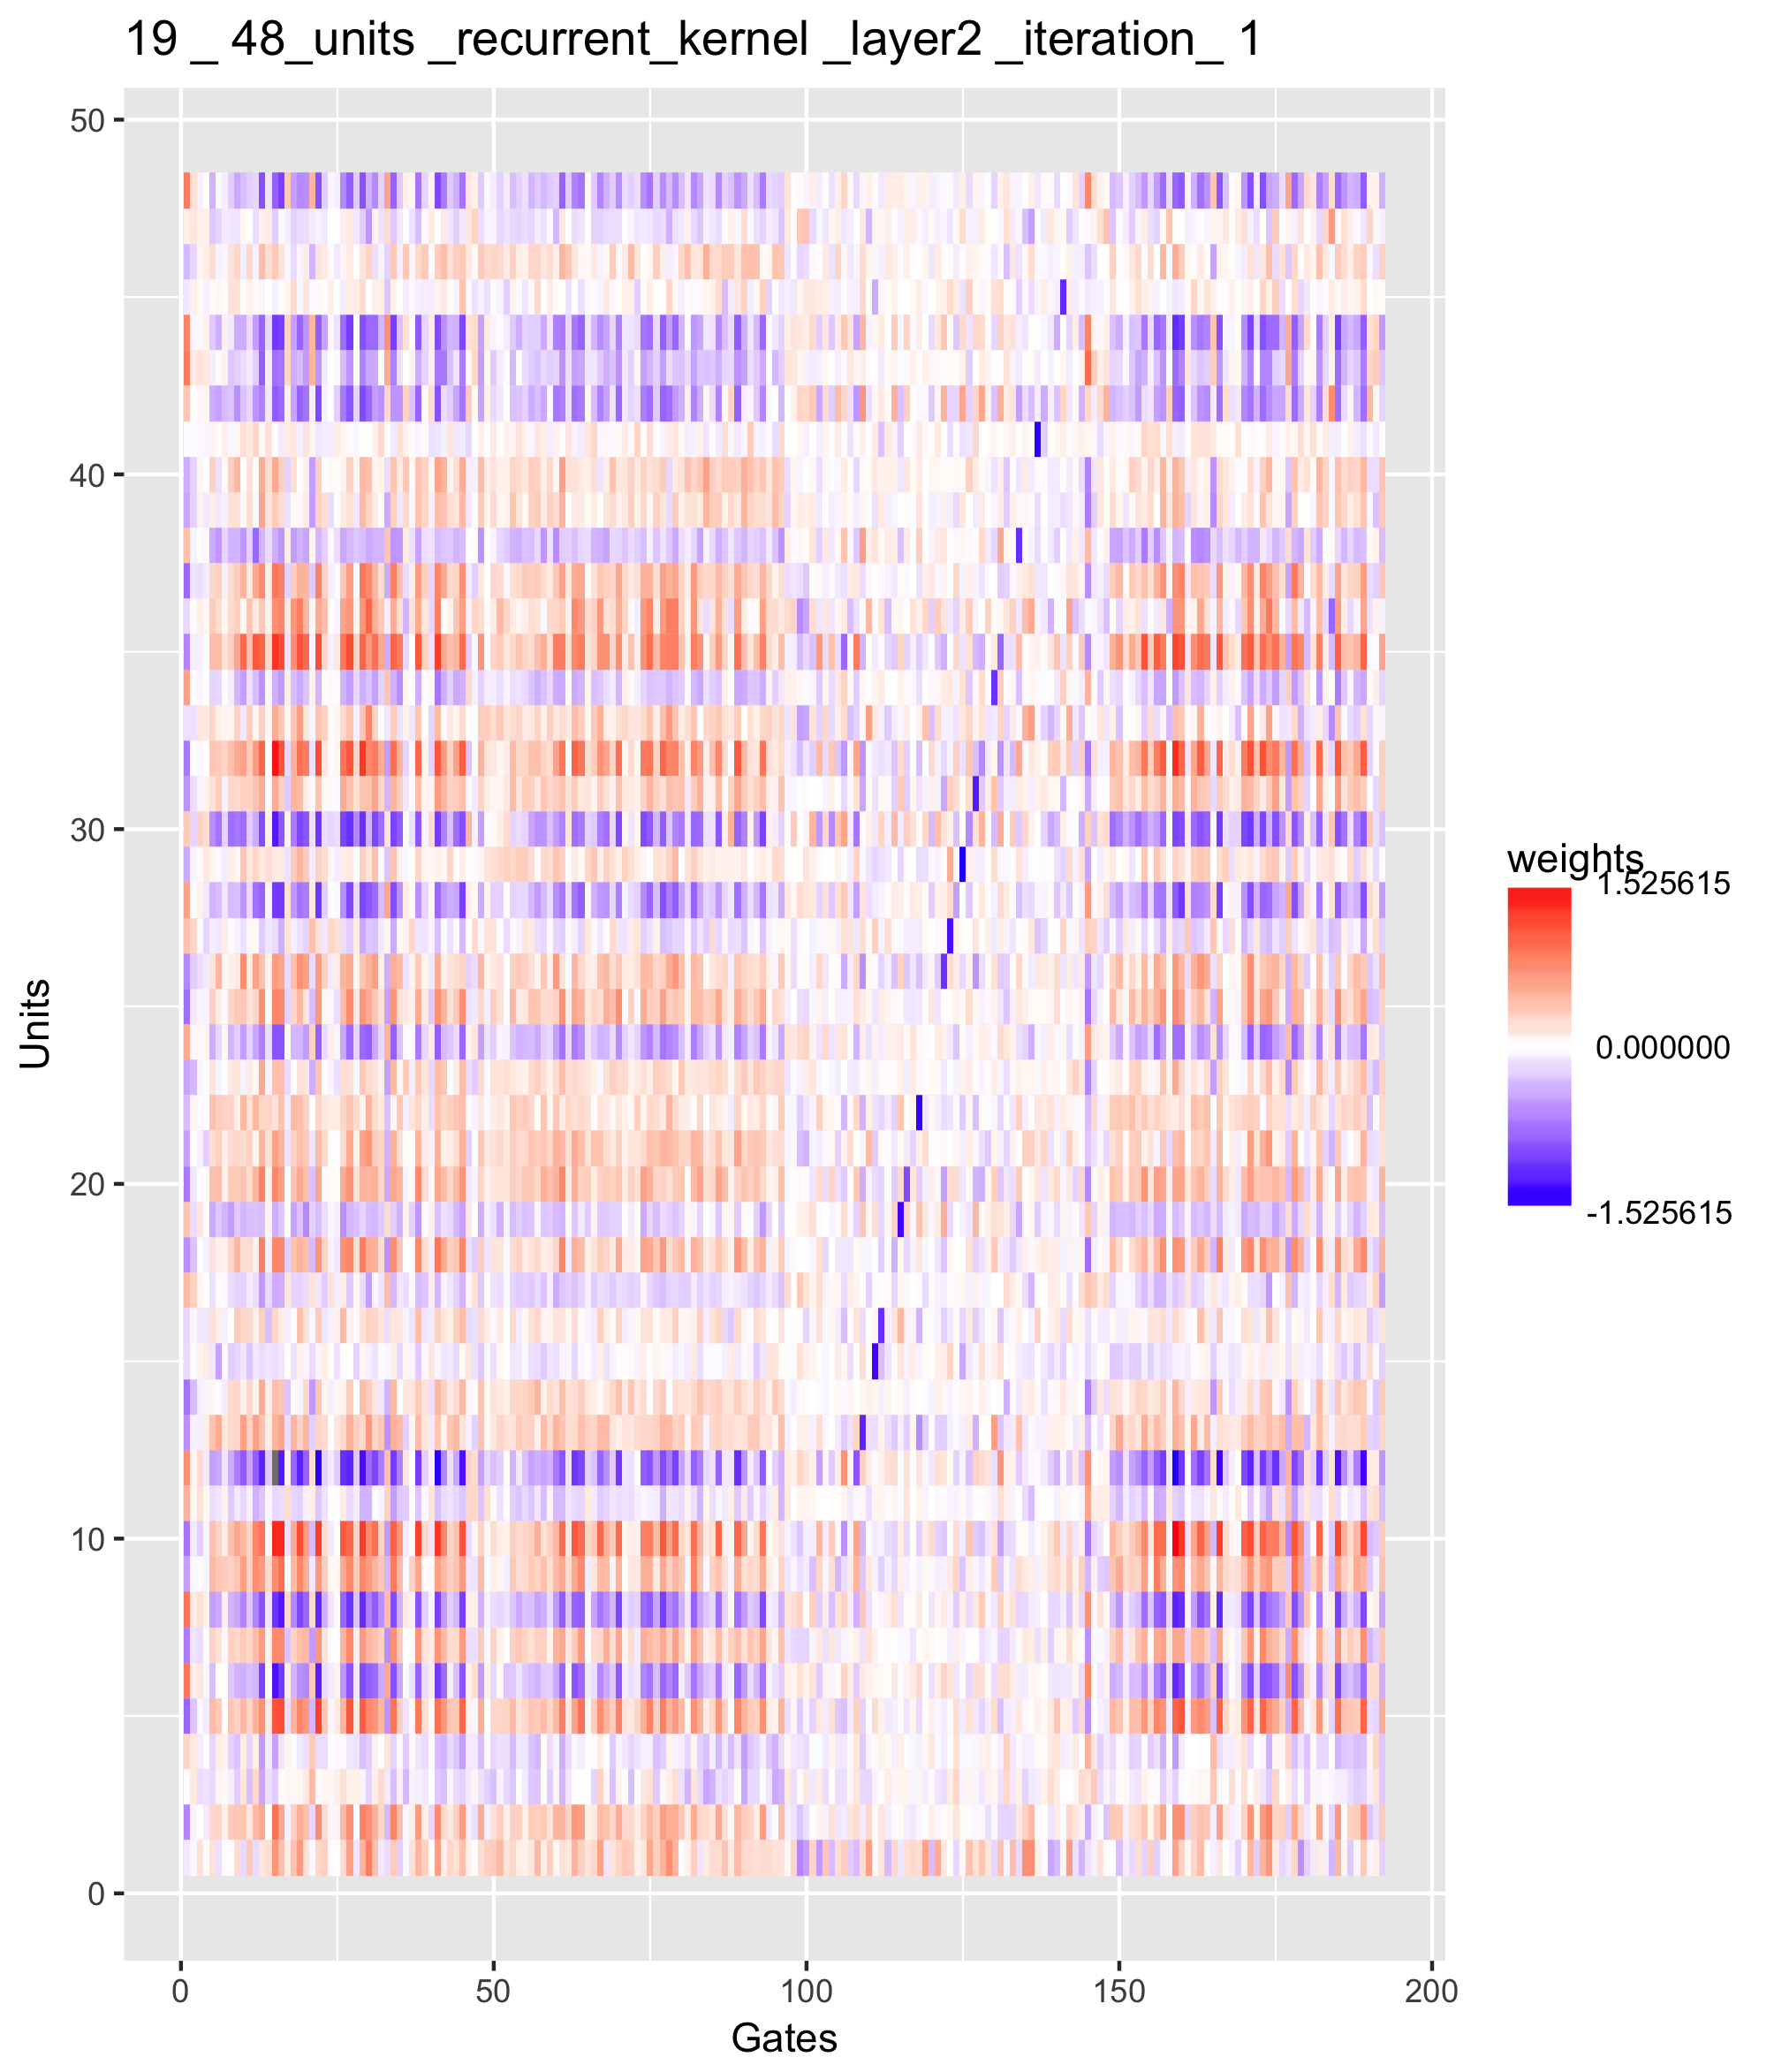 19 _ 48_units _recurrent_kernel _layer2 _iteration_ 1
50
40
30
20
10
0
Units
0 50 100 150 200
Gates
weights
1.525615
0.000000
-1.525615